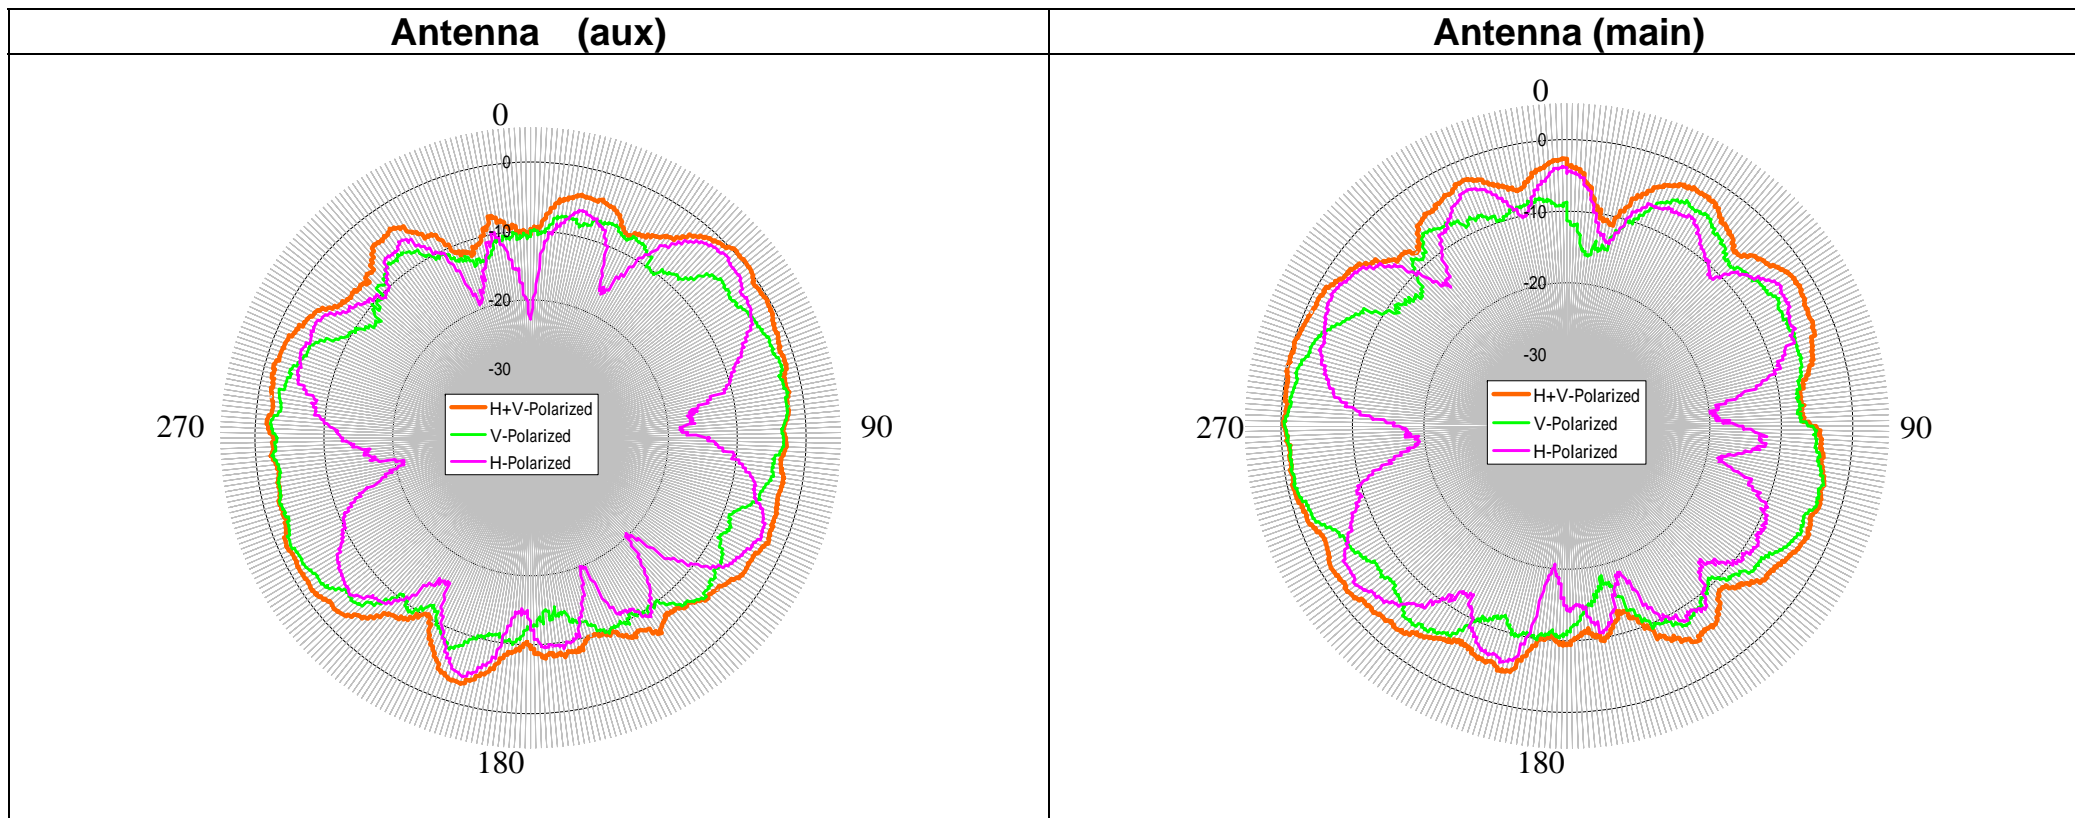 Antenna (aux)
Antenna (main)
0
0
-10
-20
-30
H+V-Polarized
V-Polarized
H-Polarized
270
90
180
0
0
-10
-20
-30
H+V-Polarized
V-Polarized
H-Polarized
270
90
180